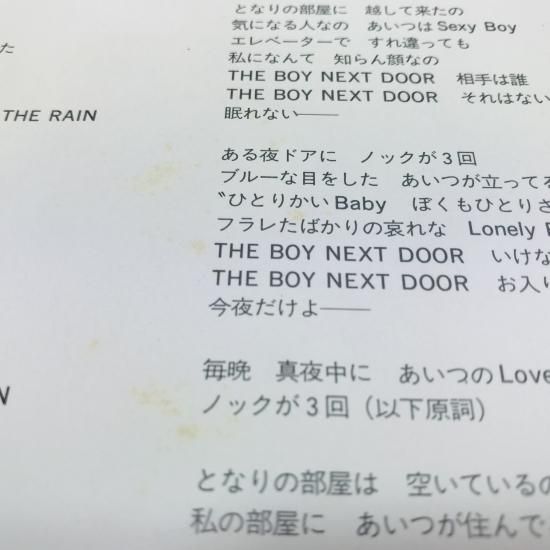 た
THE RAIN
N
となりの部屋に 越して来たの
気になる人なの あいつはSexy Boy
エレベーターで すれ違っても
私になんて 知らん顔なの
THE BOY NEXT DOOR 相手は誰
THE BOY NEXT DOOR それはない
眠れない――
ある夜ドアに ノックが3回
ブルーな目をした あいつが立ってる
〝ひとりかいBaby ぼくもひとりさ
フラレたばかりの哀れな Lonely
THE BOY NEXT DOOR いけな
THE BOY NEXT DOOR お入り
今夜だけよ――
毎晩 真夜中に あいつのLove
ノックが3回（以下原詞）
となりの部屋は 空いているの
私の部屋に あいつが住んで